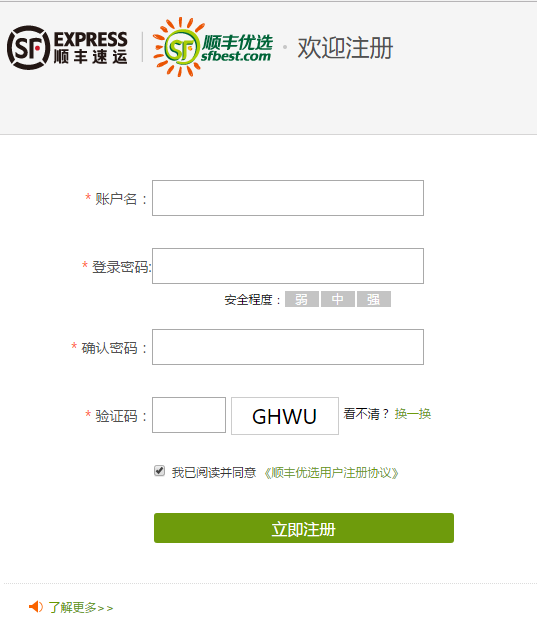 SF EXPRESS
顺丰速运
SF 顺丰优选
sfbest.com
· 欢迎注册
* 账户名：
* 登录密码:
安全程度： 弱 中 强
* 确认密码：
* 验证码： GHWU 看不清？ 换一换
我已阅读并同意 《顺丰优选用户注册协议》
立即注册
了解更多>>